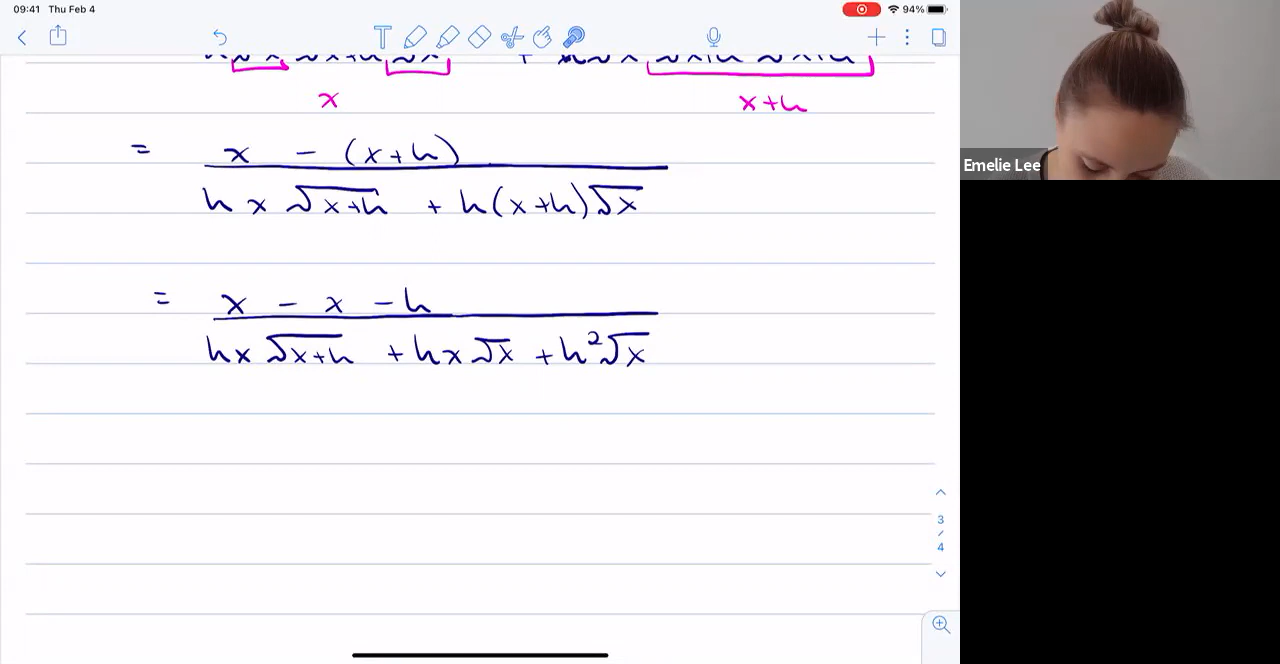 09:41 Thu Feb 4
94%
x
x+h
= x - (x+h)
hx √x+h + h(x+h)√x
Emelie Lee
= x - x - h
hx √x+h + hx √x + h²√x
3
/
4